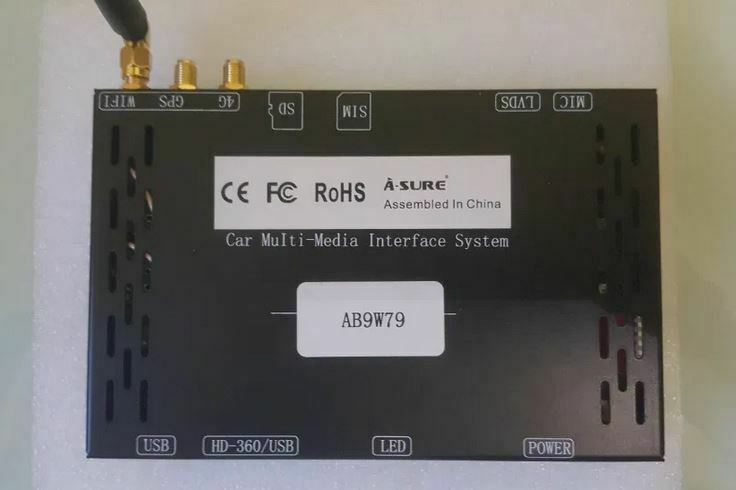 WIFI GPS 4G SD SIM LVDS MIC
CE FC RoHS À-SURE®
Assembled In China
Car MuIti-Media Interface System
AB9W79
USB HD-360/USB LED POWER